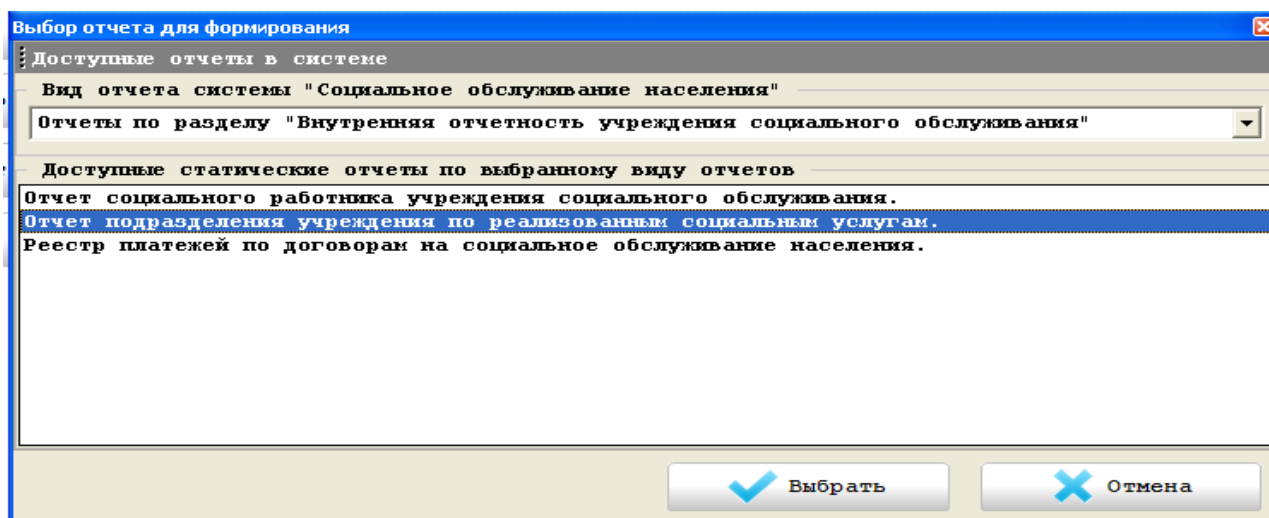 Выбор отчета для формирования
Доступные отчеты в системе
Вид отчета системы "Социальное обслуживание населения"
Отчеты по разделу "Внутренняя отчетность учреждения социального обслуживания"
Доступные статические отчеты по выбранному виду отчетов
Отчет социального работника учреждения социального обслуживания.
Отчет подразделения учреждения по реализованным социальным услугам.
Реестр платежей по договорам на социальное обслуживание населения.
Выбрать
Отмена